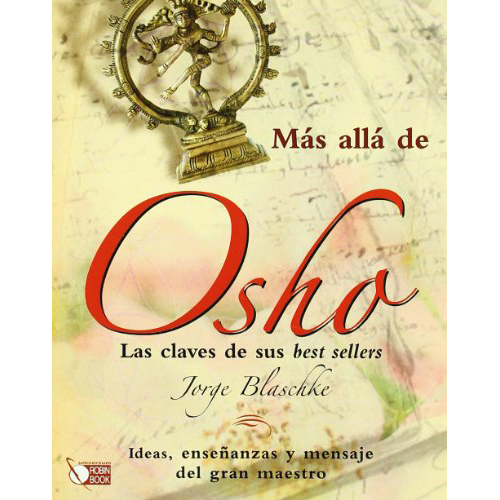 Más allá de
Osho
Las claves de sus best sellers
Jorge Blaschke
Ideas, enseñanzas y mensaje
del gran maestro
ROBIN
BOOK